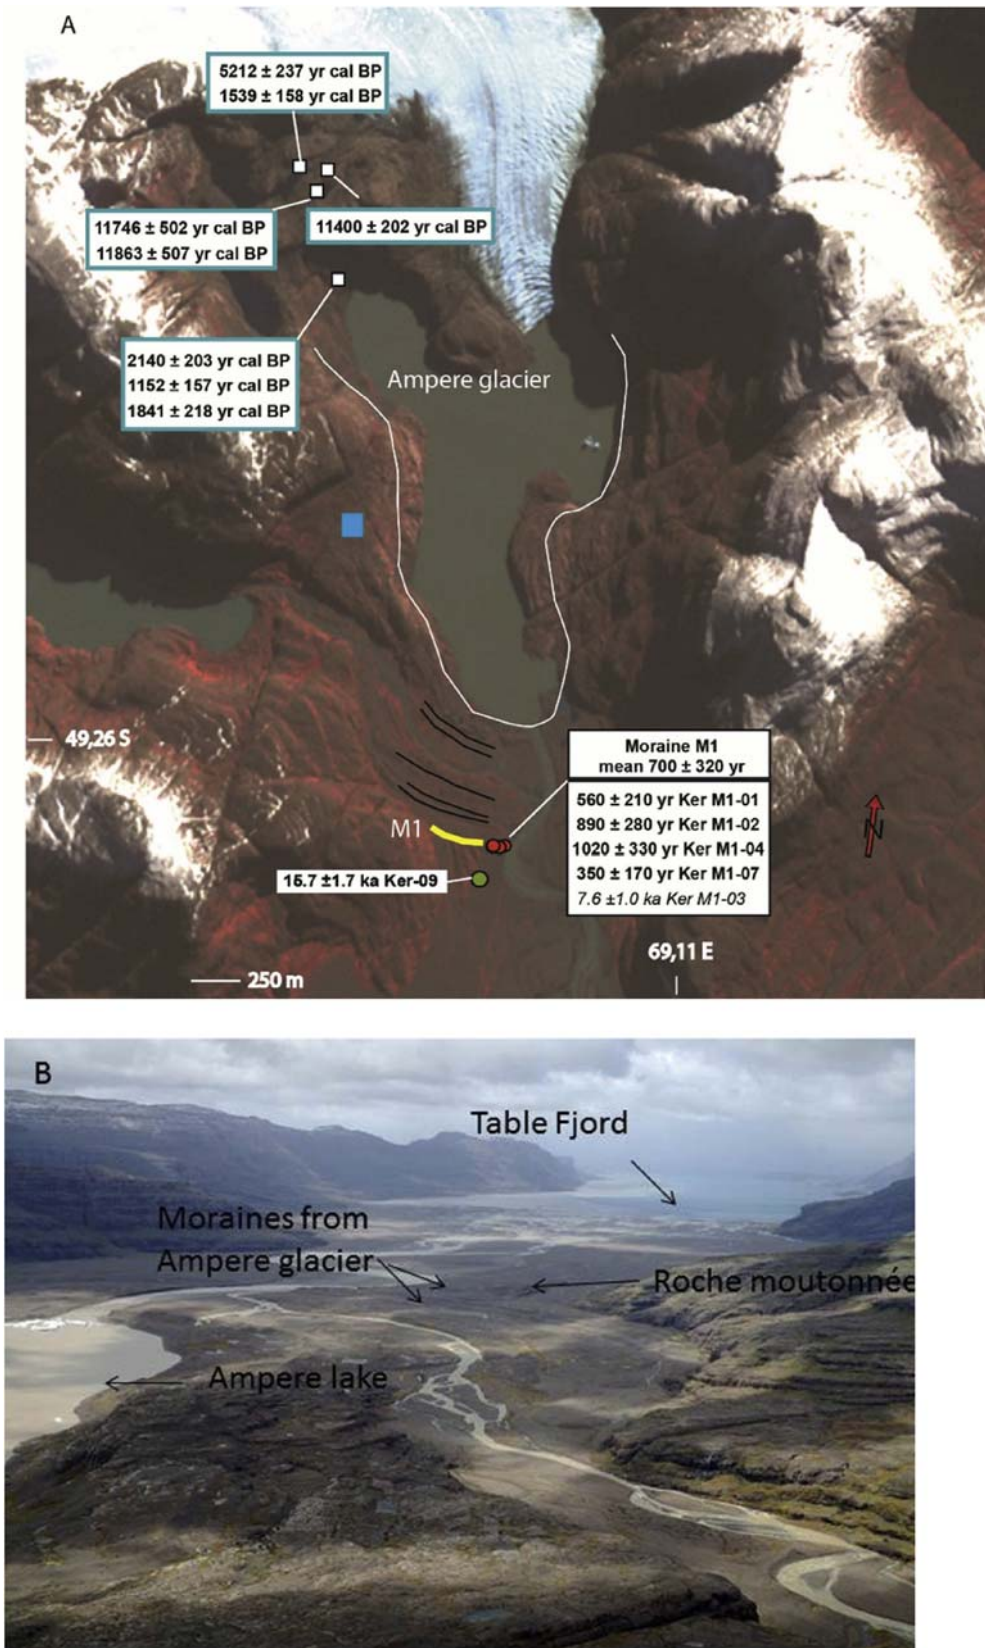 A
5212 ± 237 yr cal BP
1539 ± 158 yr cal BP
11746 ± 502 yr cal BP
11863 ± 507 yr cal BP
11400 ± 202 yr cal BP
2140 ± 203 yr cal BP
1152 ± 157 yr cal BP
1841 ± 218 yr cal BP
Ampere glacier
49,26 S
Moraine M1
mean 700 ± 320 yr
560 ± 210 yr Ker M1-01
890 ± 280 yr Ker M1-02
1020 ± 330 yr Ker M1-04
350 ± 170 yr Ker M1-07
7.6 ±1.0 ka Ker M1-03
N
M1
15.7 ±1.7 ka Ker-09
69,11 E
250 m
B
Table Fjord
Moraines from
Ampere glacier
Roche moutonnée
Ampere lake